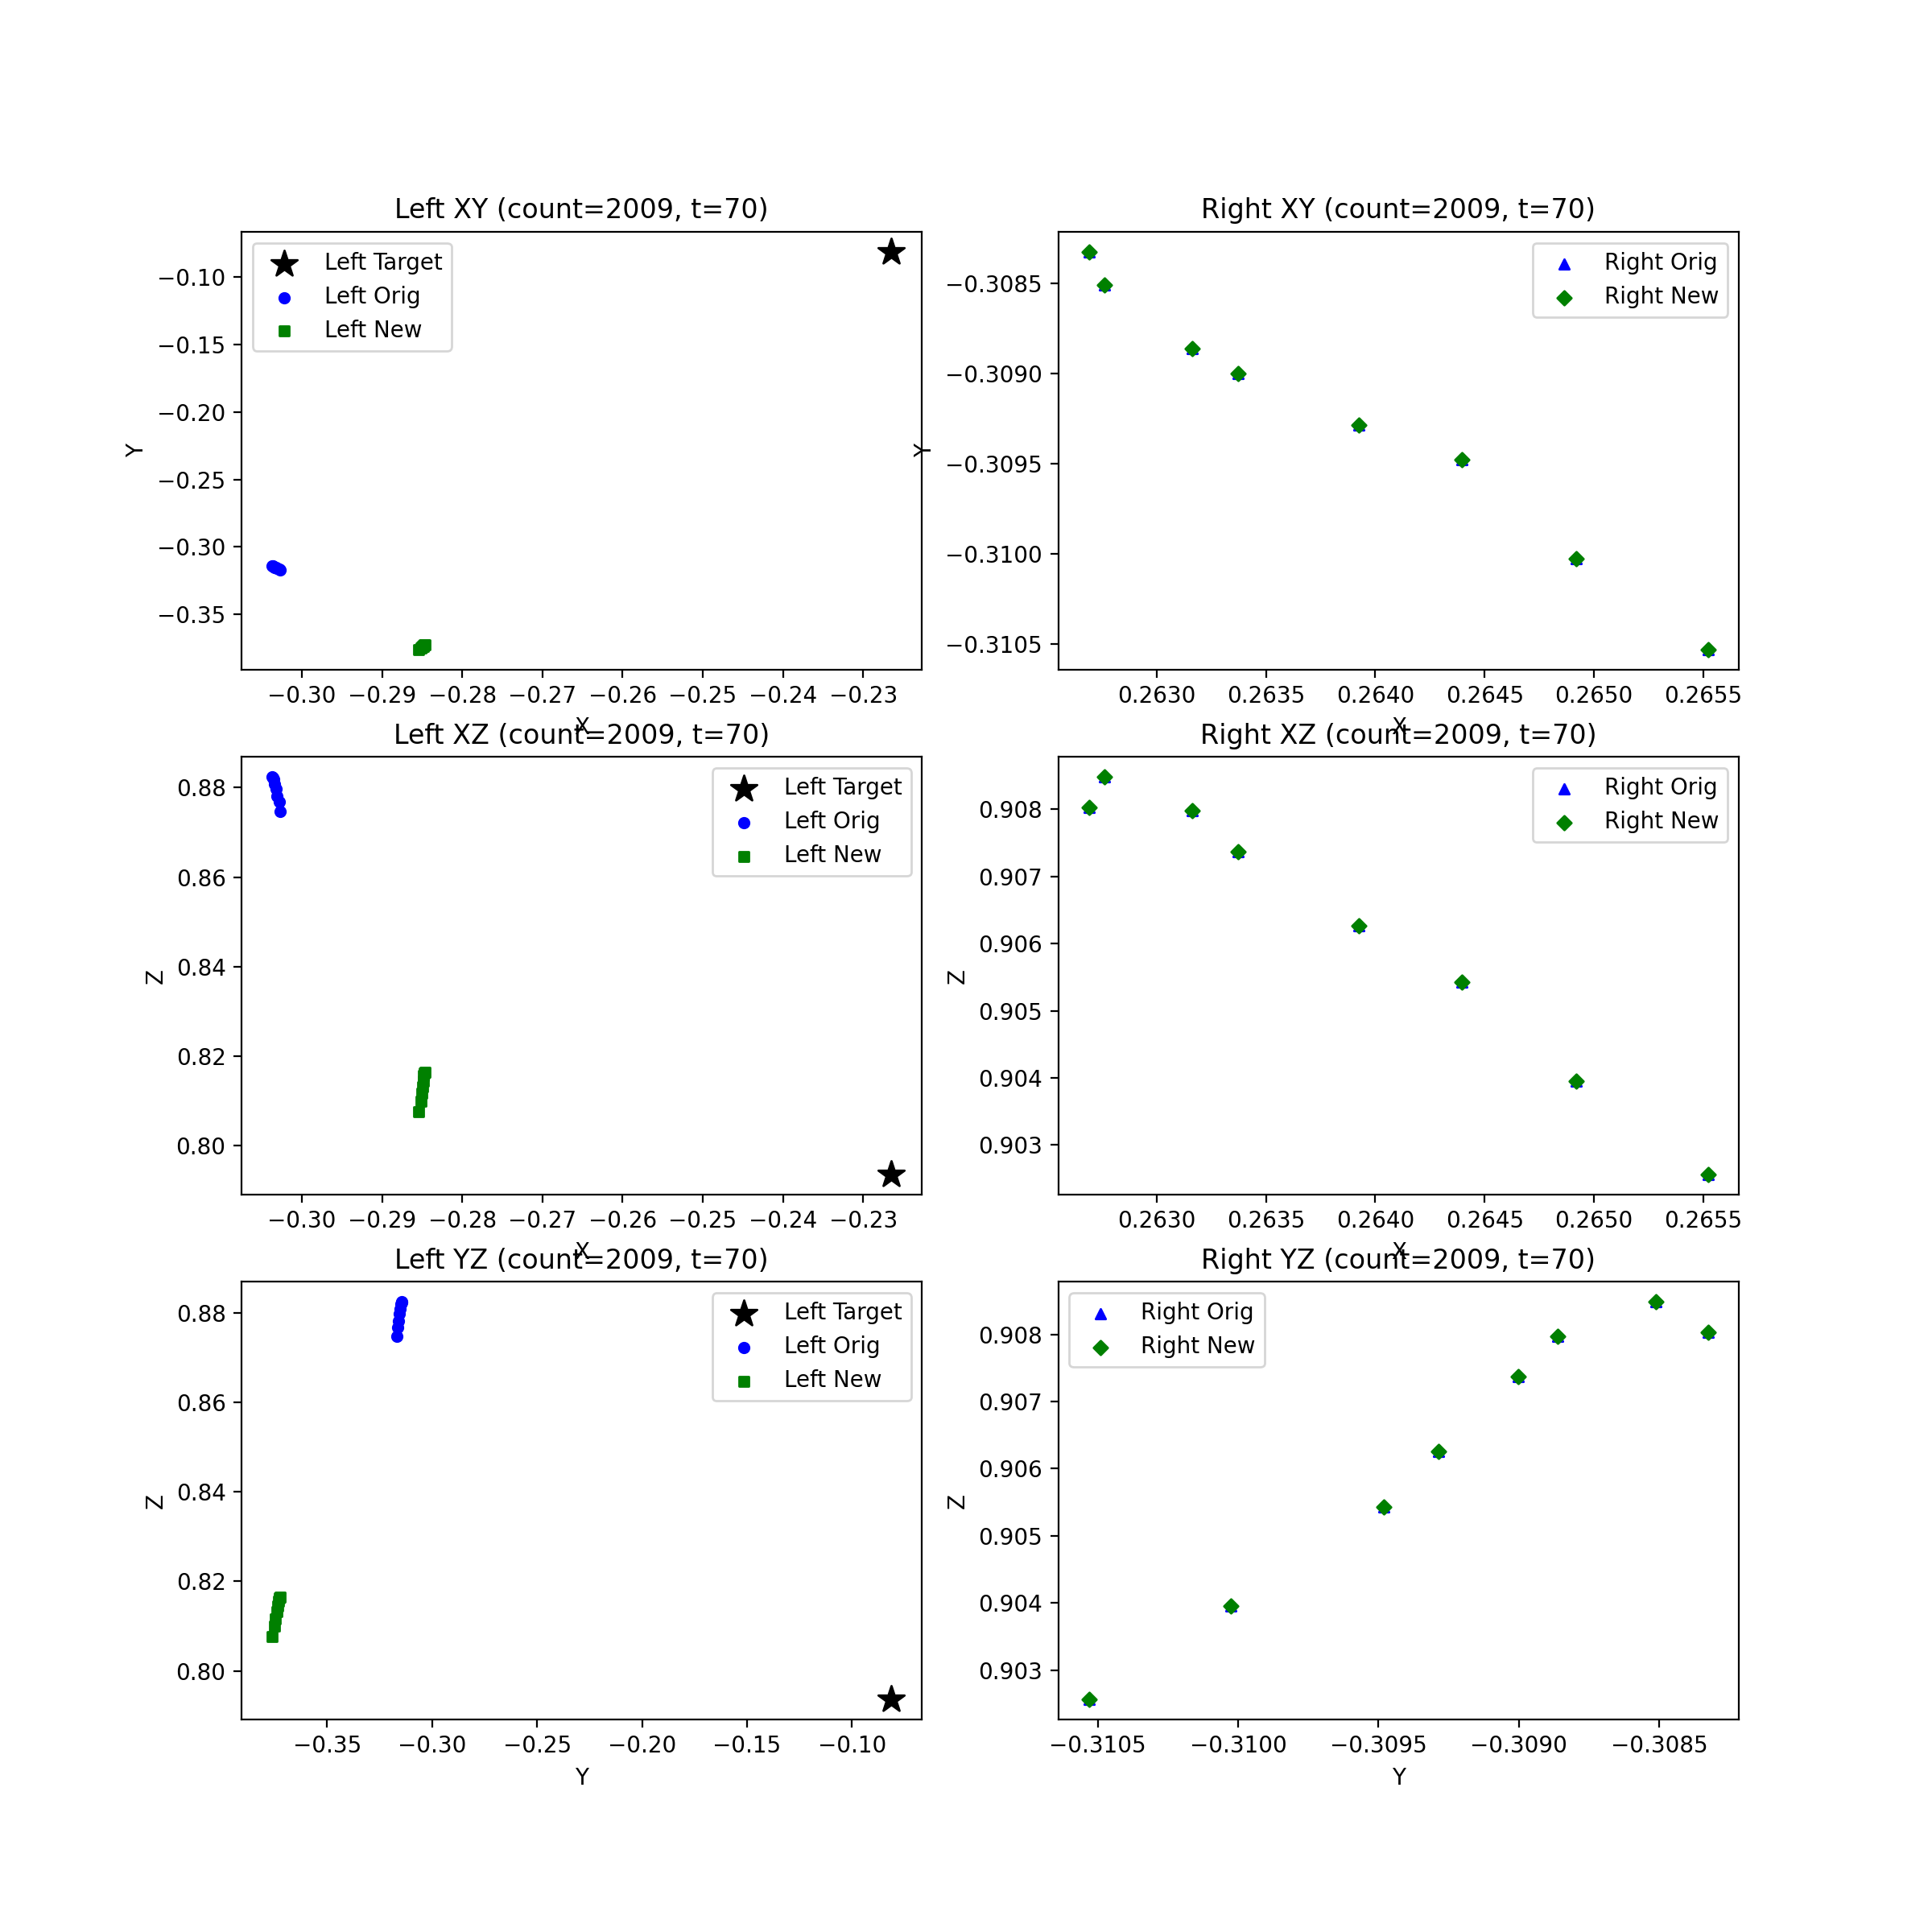 Left XY (count=2009, t=70)
Left Target
Left Orig
Left New
−0.10
−0.15
−0.20
−0.25
−0.30
−0.35
Y
−0.30
−0.29
−0.28
−0.27
−0.26
−0.25
−0.24
−0.23
X
Right XY (count=2009, t=70)
Right Orig
Right New
−0.3085
−0.3090
−0.3095
−0.3100
−0.3105
Y
0.2630
0.2635
0.2640
0.2645
0.2650
0.2655
X
Left XZ (count=2009, t=70)
Left Target
Left Orig
Left New
0.88
0.86
0.84
0.82
0.80
Z
−0.30
−0.29
−0.28
−0.27
−0.26
−0.25
−0.24
−0.23
X
Right XZ (count=2009, t=70)
Right Orig
Right New
0.908
0.907
0.906
0.905
0.904
0.903
Z
0.2630
0.2635
0.2640
0.2645
0.2650
0.2655
X
Left YZ (count=2009, t=70)
Left Target
Left Orig
Left New
0.88
0.86
0.84
0.82
0.80
Z
−0.35
−0.30
−0.25
−0.20
−0.15
−0.10
Y
Right YZ (count=2009, t=70)
Right Orig
Right New
0.908
0.907
0.906
0.905
0.904
0.903
Z
−0.3105
−0.3100
−0.3095
−0.3090
−0.3085
Y